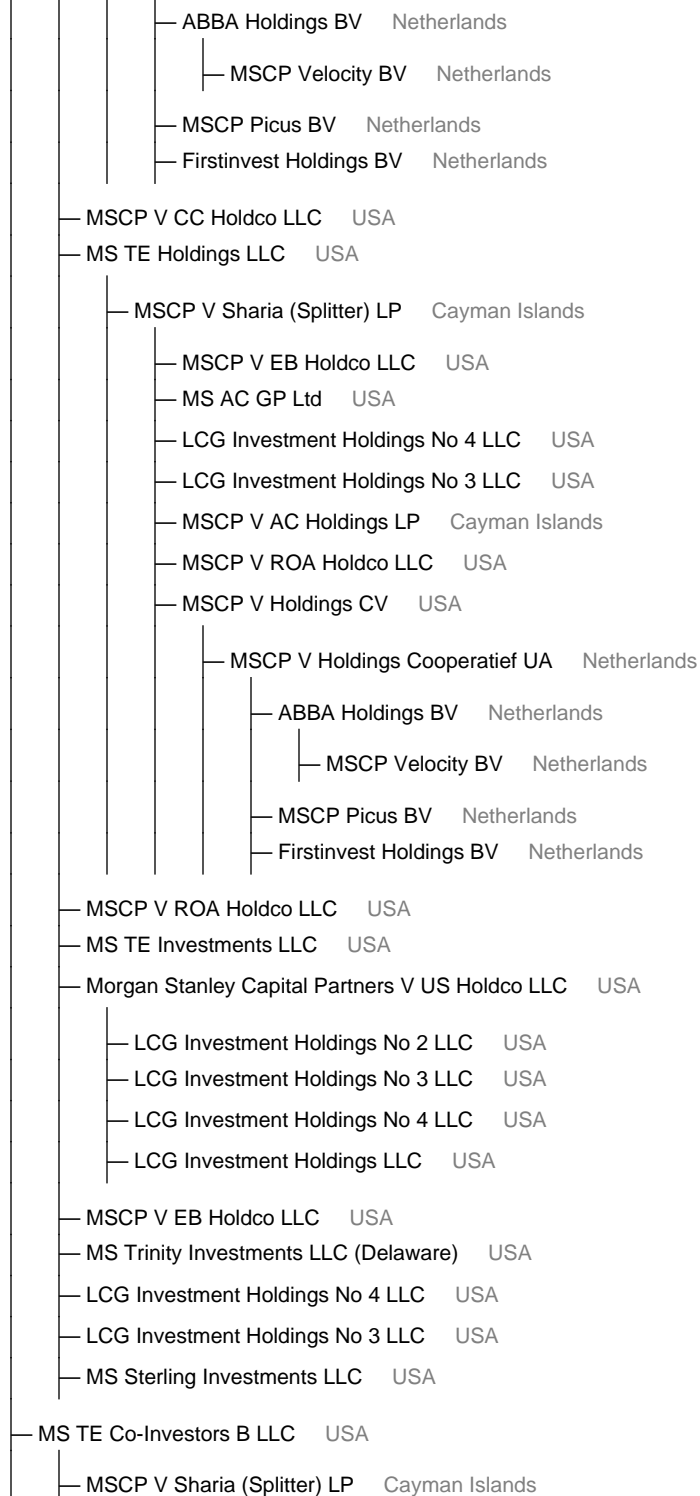 ABBA Holdings BV Netherlands
MSCP Velocity BV Netherlands
MSCP Picus BV Netherlands
Firstinvest Holdings BV Netherlands
MSCP V CC Holdco LLC USA
MS TE Holdings LLC USA
MSCP V Sharia (Splitter) LP Cayman Islands
MSCP V EB Holdco LLC USA
MS AC GP Ltd USA
LCG Investment Holdings No 4 LLC USA
LCG Investment Holdings No 3 LLC USA
MSCP V AC Holdings LP Cayman Islands
MSCP V ROA Holdco LLC USA
MSCP V Holdings CV USA
MSCP V Holdings Cooperatief UA Netherlands
ABBA Holdings BV Netherlands
MSCP Velocity BV Netherlands
MSCP Picus BV Netherlands
Firstinvest Holdings BV Netherlands
MSCP V ROA Holdco LLC USA
MS TE Investments LLC USA
Morgan Stanley Capital Partners V US Holdco LLC USA
LCG Investment Holdings No 2 LLC USA
LCG Investment Holdings No 3 LLC USA
LCG Investment Holdings No 4 LLC USA
LCG Investment Holdings LLC USA
MSCP V EB Holdco LLC USA
MS Trinity Investments LLC (Delaware) USA
LCG Investment Holdings No 4 LLC USA
LCG Investment Holdings No 3 LLC USA
MS Sterling Investments LLC USA
MS TE Co-Investors B LLC USA
MSCP V Sharia (Splitter) LP Cayman Islands